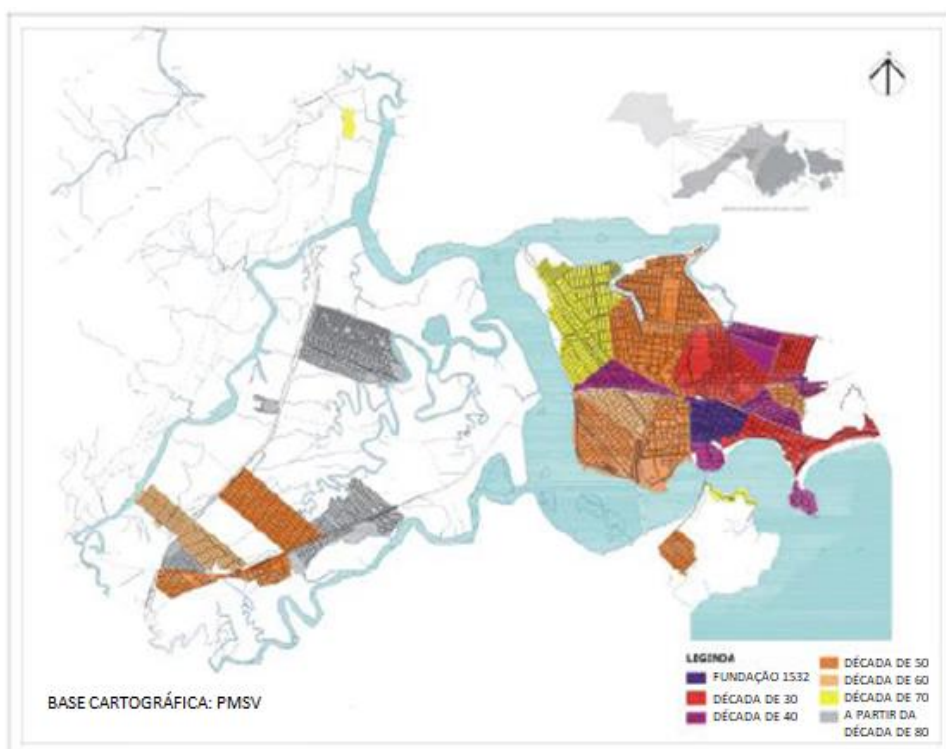 BASE CARTOGRÁFICA: PMSV
LEGENDA
FUNDAÇÃO 1532
DÉCADA DE 30
DÉCADA DE 40
DÉCADA DE 50
DÉCADA DE 60
DÉCADA DE 70
A PARTIR DA
DÉCADA DE 80